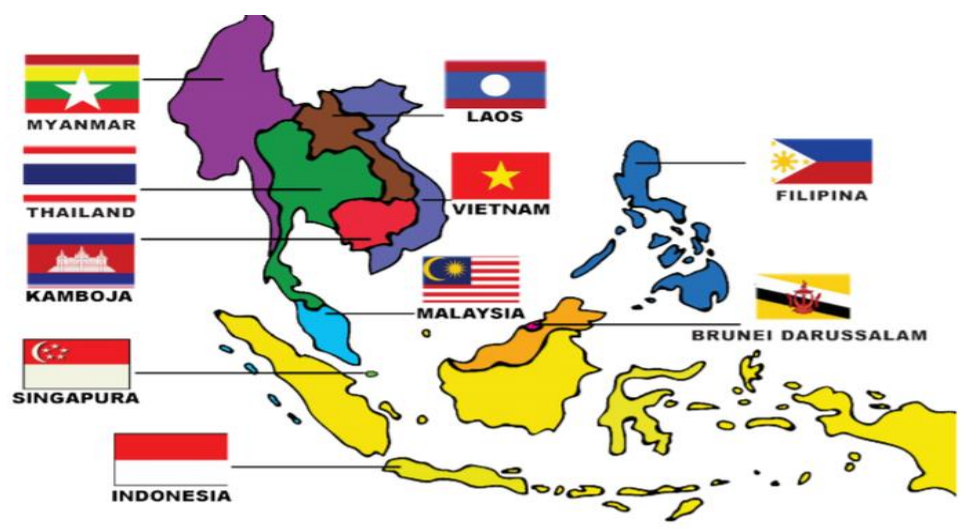 MYANMAR
LAOS
THAILAND
VIETNAM
FILIPINA
KAMBOJA
MALAYSIA
BRUNEI DARUSSALAM
SINGAPURA
INDONESIA